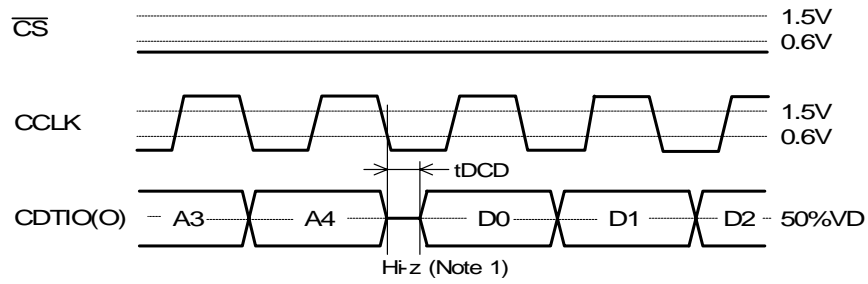 CS
1.5V
0.6V
CCLK
1.5V
0.6V
tDCD
CDTIO(O) A3 A4 D0 D1 D2 50%VD
Hi-z (Note 1)